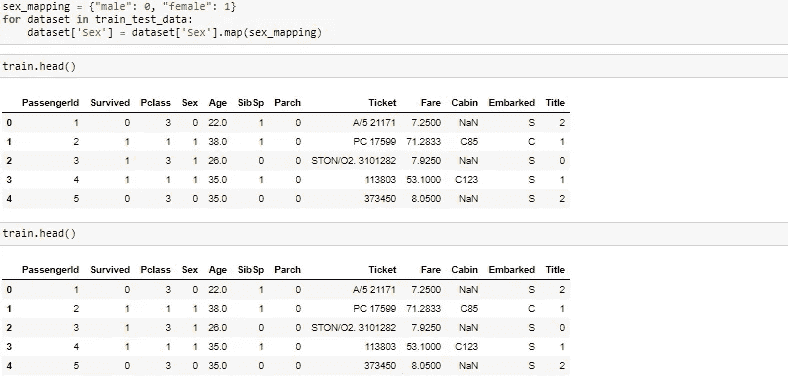 sex_mapping = {"male": 0, "female": 1}
for dataset in train_test_data:
    dataset['Sex'] = dataset['Sex'].map(sex_mapping)
train.head()
PassengerId Survived Pclass Sex Age SibSp Parch Ticket Fare Cabin Embarked Title
0 1 0 3 0 22.0 1 0 A/5 21171 7.2500 NaN S 2
1 2 1 1 1 38.0 1 0 PC 17599 71.2833 C85 C 1
2 3 1 3 1 26.0 0 0 STON/O2. 3101282 7.9250 NaN S 0
3 4 1 1 1 35.0 1 0 113803 53.1000 C123 S 1
4 5 0 3 0 35.0 0 0 373450 8.0500 NaN S 2
train.head()
PassengerId Survived Pclass Sex Age SibSp Parch Ticket Fare Cabin Embarked Title
0 1 0 3 0 22.0 1 0 A/5 21171 7.2500 NaN S 2
1 2 1 1 1 38.0 1 0 PC 17599 71.2833 C85 C 1
2 3 1 3 1 26.0 0 0 STON/O2. 3101282 7.9250 NaN S 0
3 4 1 1 1 35.0 1 0 113803 53.1000 C123 S 1
4 5 0 3 0 35.0 0 0 373450 8.0500 NaN S 2